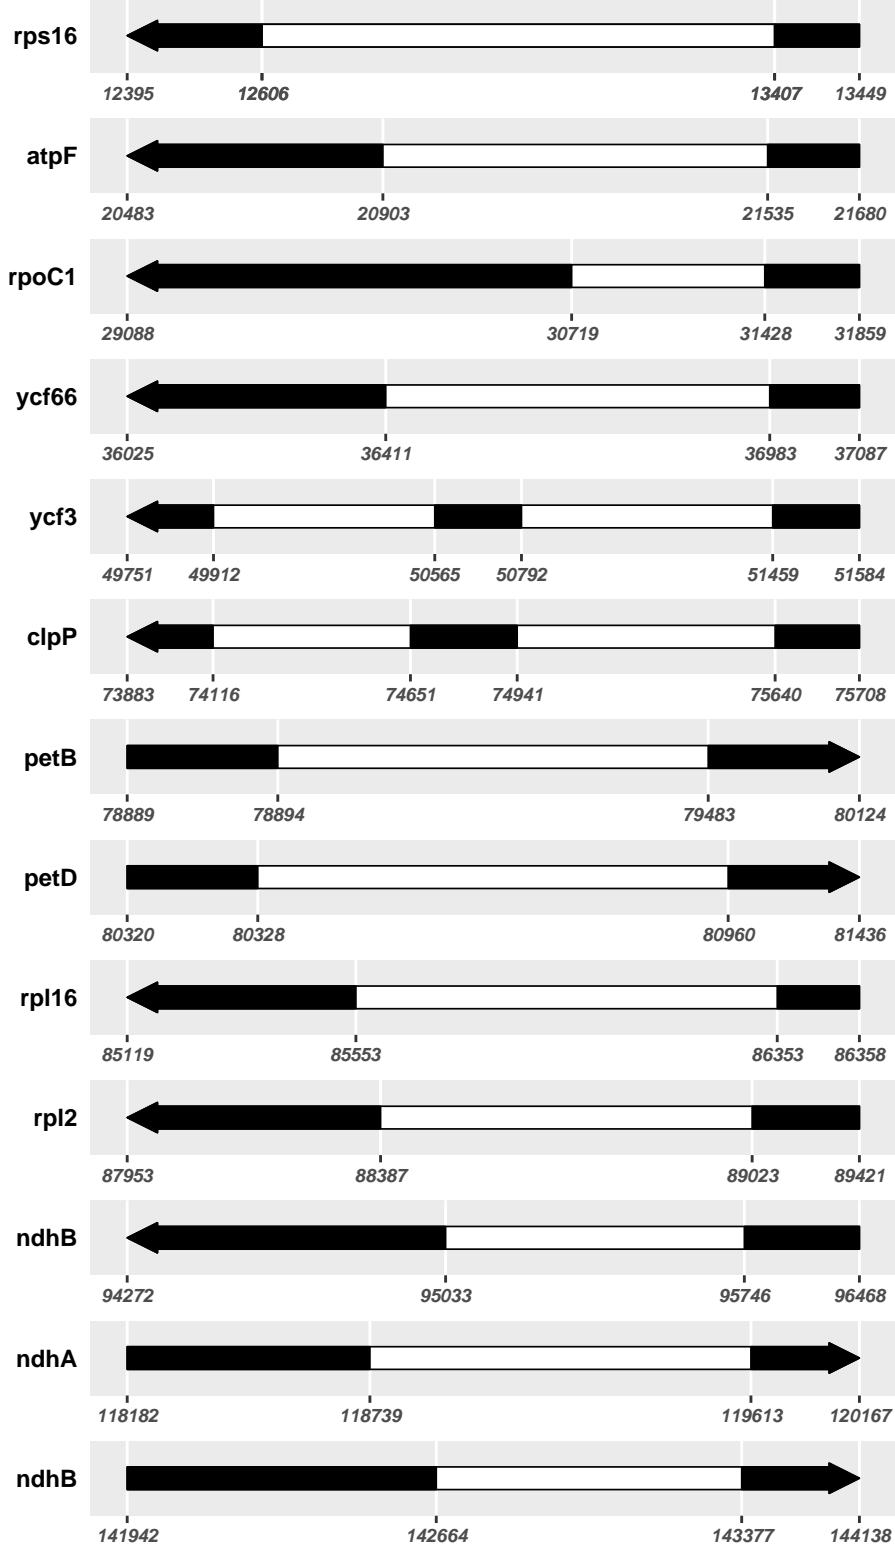 rps16
12395 12606 13407 13449
atpF
20483 20903 21535 21680
rpoC1
29088 30719 31428 31859
ycf66
36025 36411 36983 37087
ycf3
49751 49912 50565 50792 51459 51584
clpP
73883 74116 74651 74941 75640 75708
petB
78889 78894 79483 80124
petD
80320 80328 80960 81436
rpl16
85119 85553 86353 86358
rpl2
87953 88387 89023 89421
ndhB
94272 95033 95746 96468
ndhA
118182 118739 119613 120167
ndhB
141942 142664 143377 144138